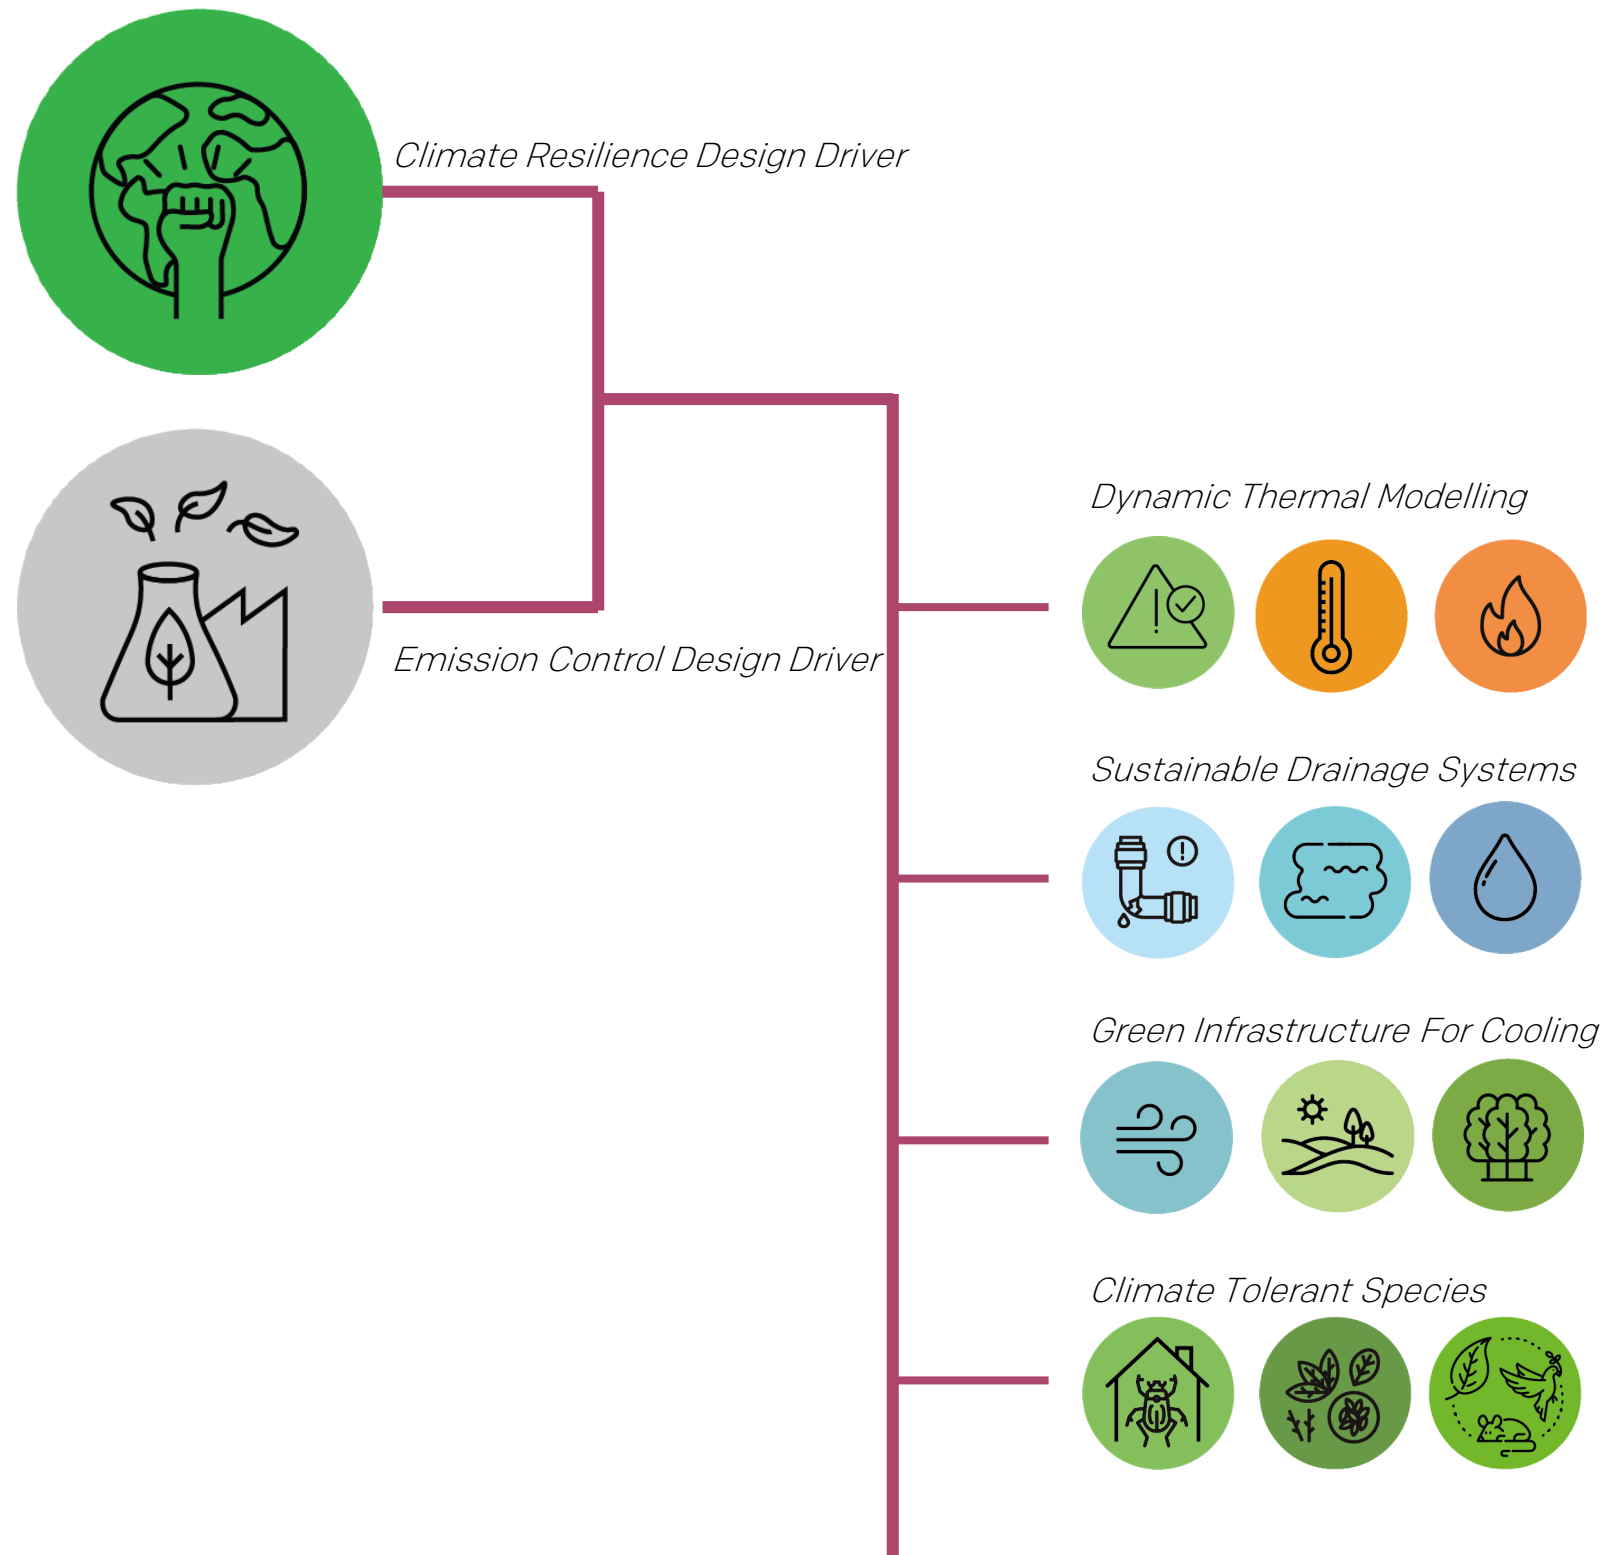 Climate Resilience Design Driver
Emission Control Design Driver
Dynamic Thermal Modelling
Sustainable Drainage Systems
Green Infrastructure For Cooling
Climate Tolerant Species